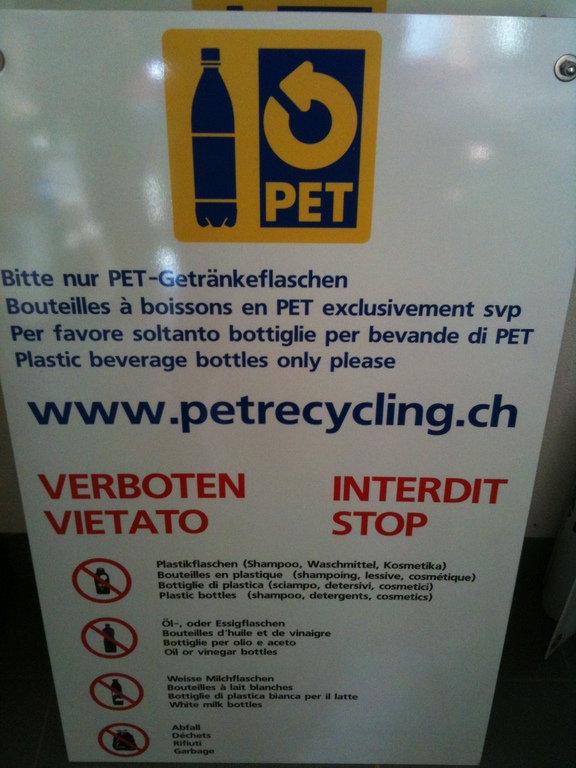 PET
Bitte nur PET-Getränkeflaschen
Bouteilles à boissons en PET exclusivement svp
Per favore soltanto bottiglie per bevande di PET
Plastic beverage bottles only please
www.petrecycling.ch
VERBOTEN INTERDIT
VIETATO STOP
Plastikflaschen (Shampoo, Waschmittel, Kosmetika)
Bouteilles en plastique (shampoing, lessive, cosmétique)
Bottiglie di plastica (sciampo, detersivi, cosmetici)
Plastic bottles (shampoo, detergents, cosmetics)
Öl-, oder Essigflaschen
Bouteilles d'huile et de vinaigre
Bottiglie per olio e aceto
Oil or vinegar bottles
Weisse Milchflaschen
Bouteilles à lait blanches
Bottiglie di plastica bianca per il latte
White milk bottles
Abfall
Déchets
Rifiuti
Garbage